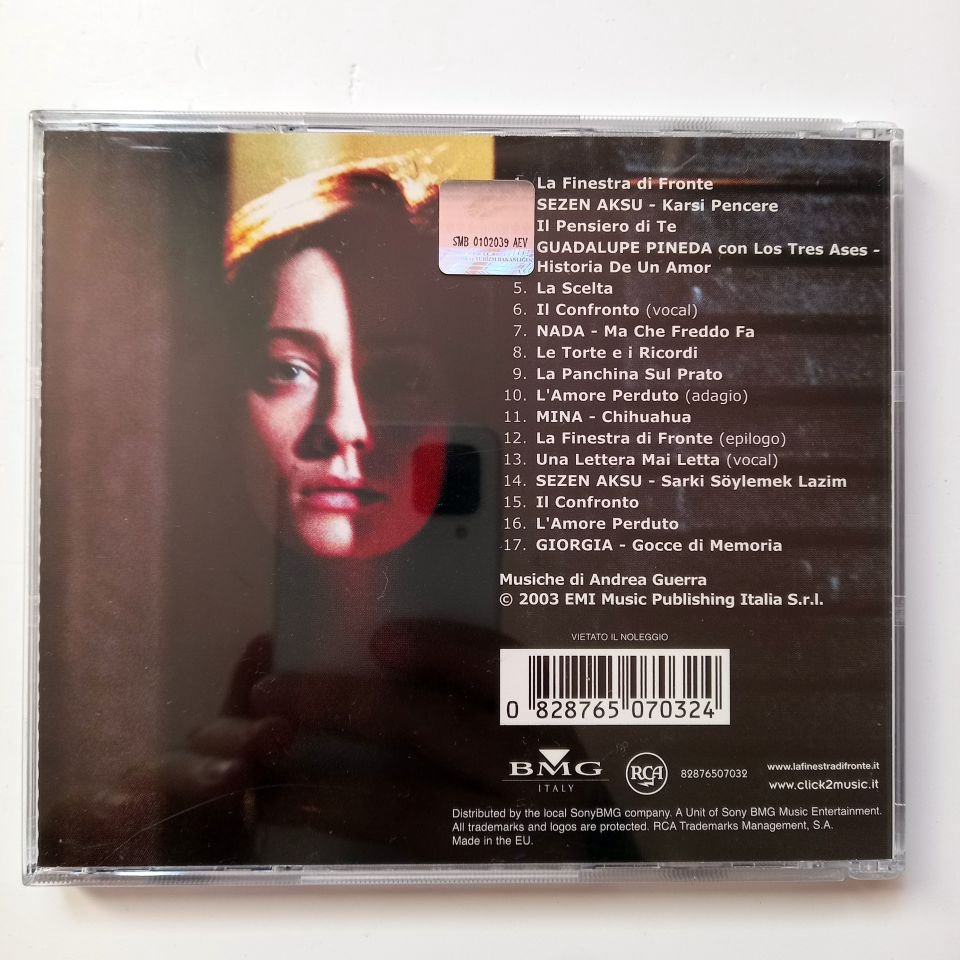 La Finestra di Fronte
SEZEN AKSU - Karsi Pencere
Il Pensiero di Te
GUADALUPE PINEDA con Los Tres Ases -
Historia De Un Amor
5. La Scelta
6. Il Confronto (vocal)
7. NADA - Ma Che Freddo Fa
8. Le Torte e i Ricordi
9. La Panchina Sul Prato
10. L'Amore Perduto (adagio)
11. MINA - Chihuahua
12. La Finestra di Fronte (epilogo)
13. Una Lettera Mai Letta (vocal)
14. SEZEN AKSU - Sarki Söylemek Lazim
15. Il Confronto
16. L'Amore Perduto
17. GIORGIA - Gocce di Memoria
SMB 0102039 AEV
Musiche di Andrea Guerra
© 2003 EMI Music Publishing Italia S.r.l.
VIETATO IL NOLEGGIO
0 828765 070324
BMG
ITALY
RCA
82876507032
www.lafinestradifronte.it
www.click2music.it
Distributed by the local SonyBMG company. A Unit of Sony BMG Music Entertainment.
All trademarks and logos are protected. RCA Trademarks Management, S.A.
Made in the EU.